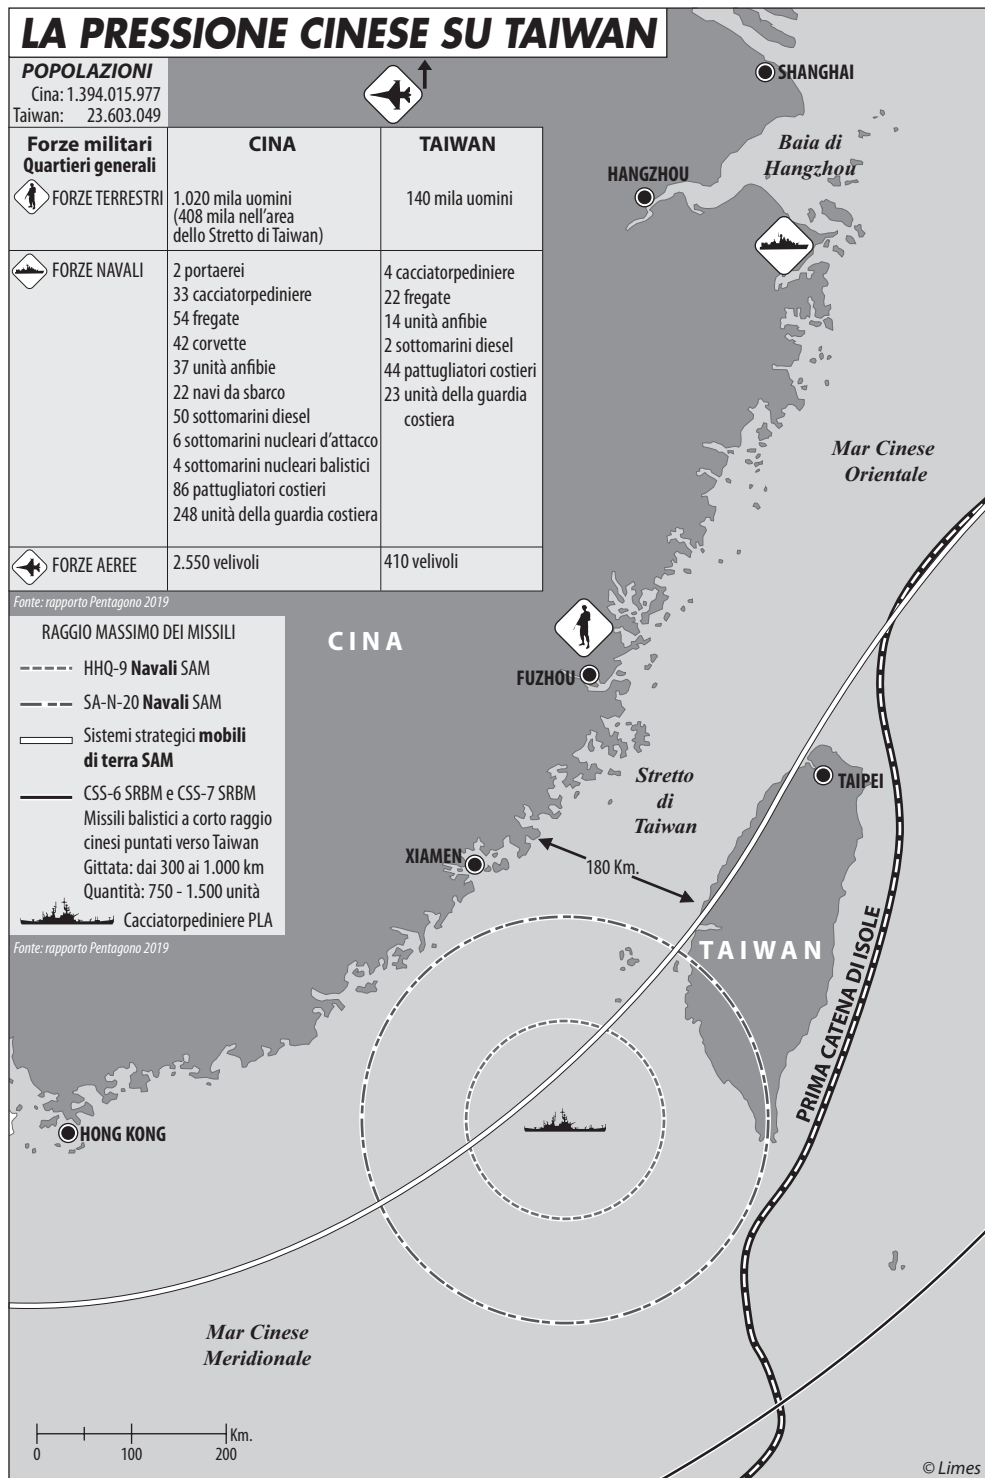 LA PRESSIONE CINESE SU TAIWAN
POPOLAZIONI
Cina: 1.394.015.977
Taiwan: 23.603.049
Forze militari
Quartieri generali
CINA
TAIWAN
FORZE TERRESTRI
1.020 mila uomini
(408 mila nell'area
dello Stretto di Taiwan)
140 mila uomini
FORZE NAVALI
2 portaerei
33 cacciatorpediniere
54 fregate
42 corvette
37 unità anfibie
22 navi da sbarco
50 sottomarini diesel
6 sottomarini nucleari d'attacco
4 sottomarini nucleari balistici
86 pattugliatori costieri
248 unità della guardia costiera
4 cacciatorpediniere
22 fregate
14 unità anfibie
2 sottomarini diesel
44 pattugliatori costieri
23 unità della guardia
costiera
FORZE AEREE
2.550 velivoli
410 velivoli
Fonte: rapporto Pentagono 2019
RAGGIO MASSIMO DEI MISSILI
HHQ-9 Navali SAM
SA-N-20 Navali SAM
Sistemi strategici mobili
di terra SAM
CSS-6 SRBM e CSS-7 SRBM
Missili balistici a corto raggio
cinesi puntati verso Taiwan
Gittata: dai 300 ai 1.000 km
Quantità: 750 - 1.500 unità
Cacciatorpediniere PLA
Fonte: rapporto Pentagono 2019
SHANGHAI
Baia di
Hangzhou
HANGZHOU
Mar Cinese
Orientale
CINA
FUZHOU
Stretto
di
Taiwan
TAIPEI
XIAMEN
180 Km.
TAIWAN
PRIMA CATENA DI ISOLE
HONG KONG
Mar Cinese
Meridionale
Km.
0 100 200
© Limes